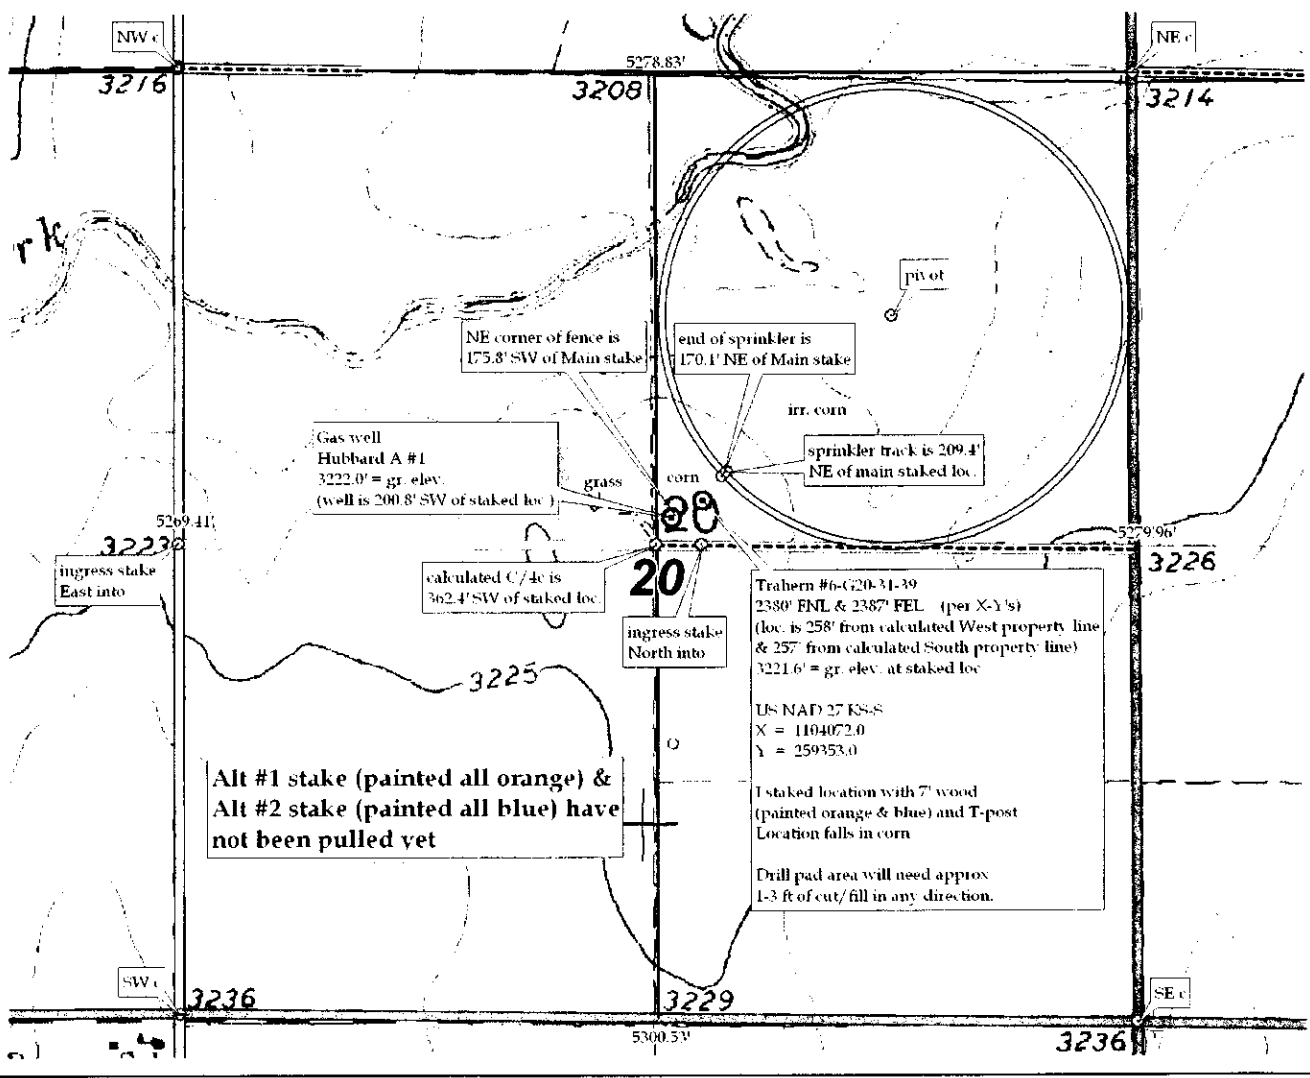 NW c
NE c
5278.83'
3216
3208
3214
rk
pivot
NE corner of fence is
175.8' SW of Main stake
end of sprinkler is
170.1' NE of Main stake
irr. corn
Gas well
Hubbard A #1
3222.0' = gr. elev.
(well is 200.8' SW of staked loc.)
sprinkler track is 209.4'
NE of main staked loc.
grass
corn
5269.41'
5279.96'
3223
3226
ingress stake
East into
calculated C/4c is
362.4' SW of staked loc.
20
ingress stake
North into
Trahern #6-G20-31-39
2380' FNL & 2387' FEL (per X-Y's)
(loc. is 258' from calculated West property line
& 257' from calculated South property line)
3221.6' = gr. elev. at staked loc
US NAD 27 KS-S
X = 1104072.0
Y = 259353.0
I staked location with 7' wood
(painted orange & blue) and T-post
Location falls in corn
Drill pad area will need approx
1-3 ft of cut/fill in any direction.
3225
Alt #1 stake (painted all orange) &
Alt #2 stake (painted all blue) have
not been pulled yet
SW c
SE c
3236
3229
5300.53'
3236